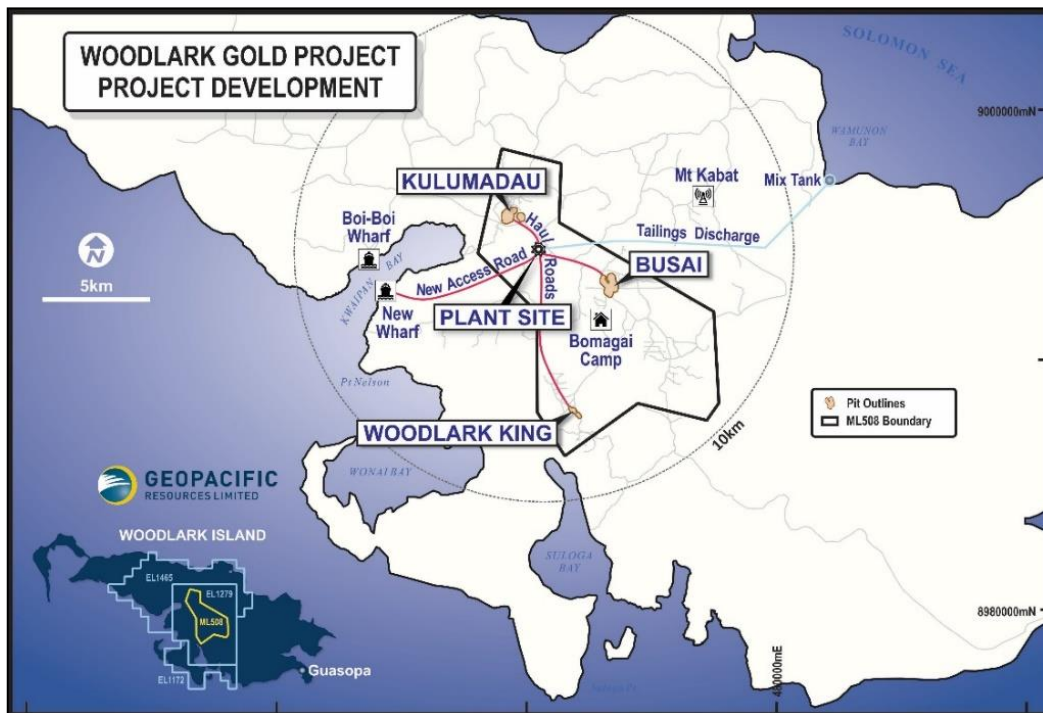 WOODLARK GOLD PROJECT
PROJECT DEVELOPMENT
SOLOMON SEA
9000000mN
WAMUNON
BAY
KULUMADAU
Mt Kabat
Mix Tank
Boi-Boi
Wharf
Haul
Roads
Tailings Discharge
KWAIPAN BAY
New Access Road
BUSAI
5km
New
Wharf
PLANT SITE
Bomagai
Camp
Pt Nelson
Pit Outlines
ML508 Boundary
WOODLARK KING
10km
WONAI BAY
GEOPACIFIC
RESOURCES LIMITED
WOODLARK ISLAND
SULOGA
BAY
EL1465
EL1279
ML508
8980000mN
Guasopa
EL1172